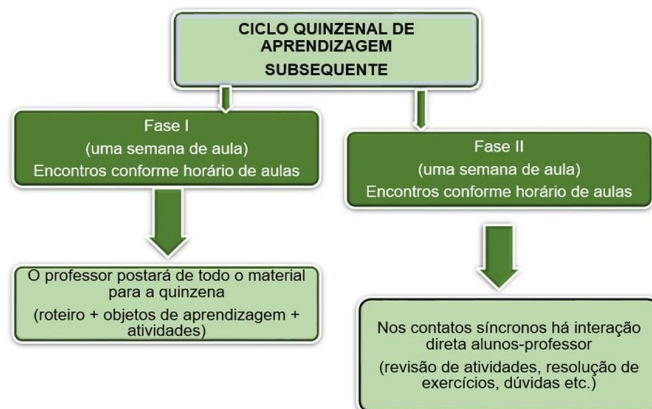 CICLO QUINZENAL DE
APRENDIZAGEM
SUBSEQUENTE
Fase I
(uma semana de aula)
Encontros conforme horário de aulas
Fase II
(uma semana de aula)
Encontros conforme horário de aulas
O professor postará de todo o material
para a quinzena
(roteiro + objetos de aprendizagem +
atividades)
Nos contatos síncronos há interação
direta alunos-professor
(revisão de atividades, resolução de
exercícios, dúvidas etc.)